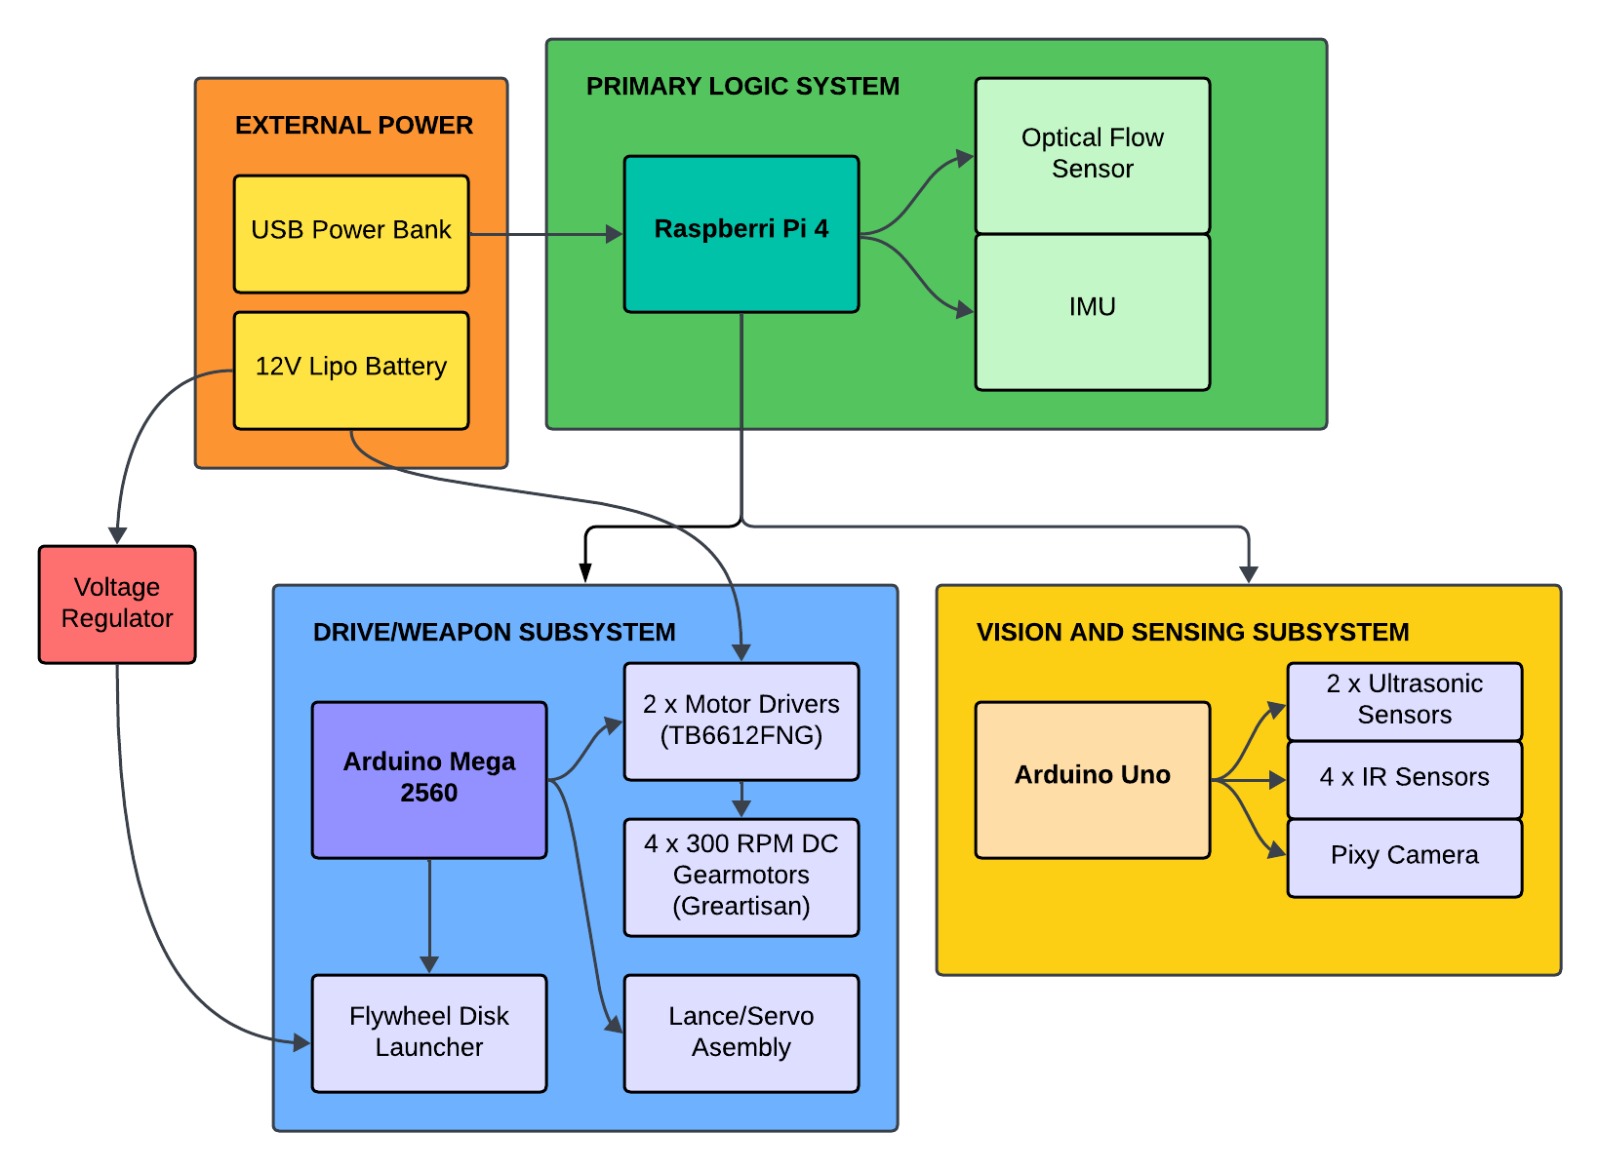 EXTERNAL POWER
USB Power Bank
12V Lipo Battery
PRIMARY LOGIC SYSTEM
Raspberri Pi 4
Optical Flow
Sensor
IMU
Voltage
Regulator
DRIVE/WEAPON SUBSYSTEM
Arduino Mega
2560
2 x Motor Drivers
(TB6612FNG)
4 x 300 RPM DC
Gearmotors
(Greartisan)
Flywheel Disk
Launcher
Lance/Servo
Asembly
VISION AND SENSING SUBSYSTEM
Arduino Uno
2 x Ultrasonic
Sensors
4 x IR Sensors
Pixy Camera